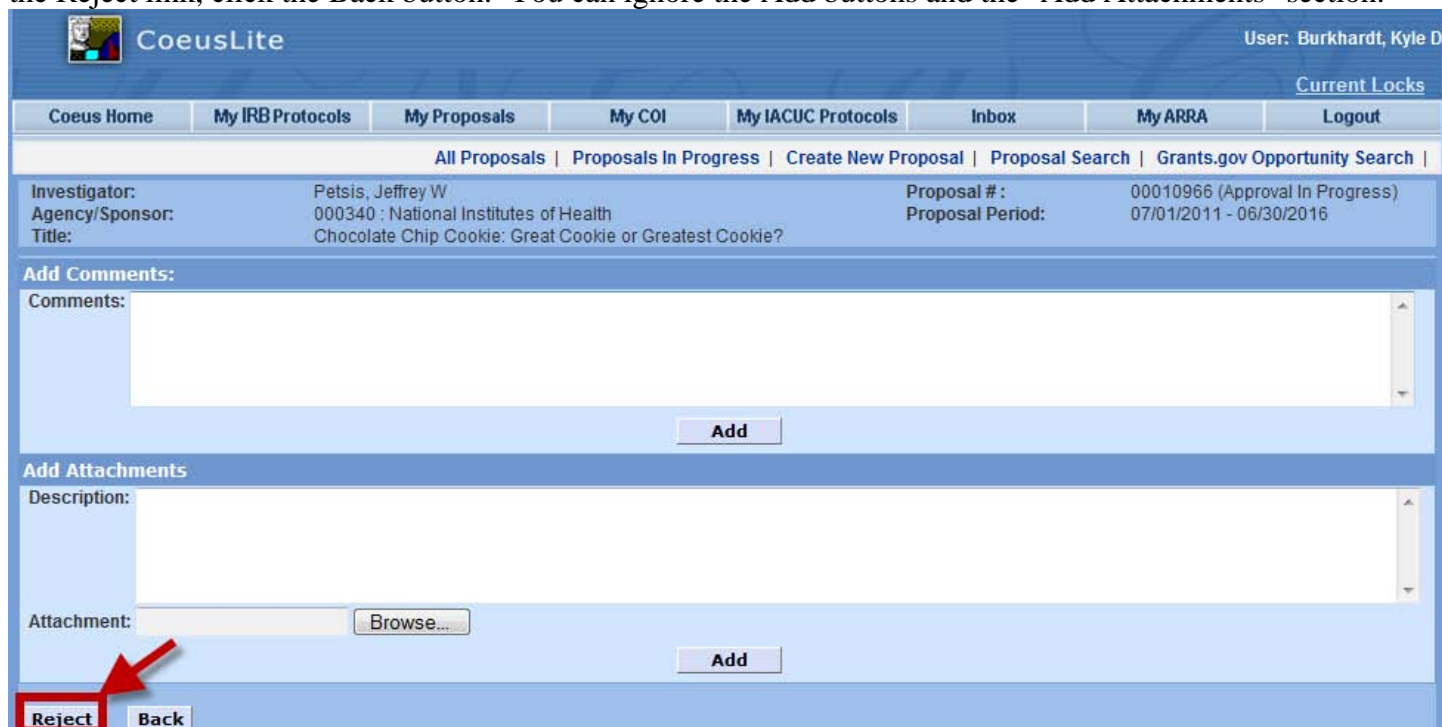 the Reject link, click the Back button. You can ignore the Add buttons and the "Add Attachments" section.
CoeusLite
User: Burkhardt, Kyle D
Current Locks
Coeus Home My IRB Protocols My Proposals My COI My IACUC Protocols Inbox My ARRA Logout
All Proposals | Proposals In Progress | Create New Proposal | Proposal Search | Grants.gov Opportunity Search |
Investigator: Petsis, Jeffrey W Proposal # : 00010966 (Approval In Progress)
Agency/Sponsor: 000340 : National Institutes of Health Proposal Period: 07/01/2011 - 06/30/2016
Title: Chocolate Chip Cookie: Great Cookie or Greatest Cookie?
Add Comments:
Comments:
Add
Add Attachments
Description:
Attachment: Browse...
Add
Reject Back